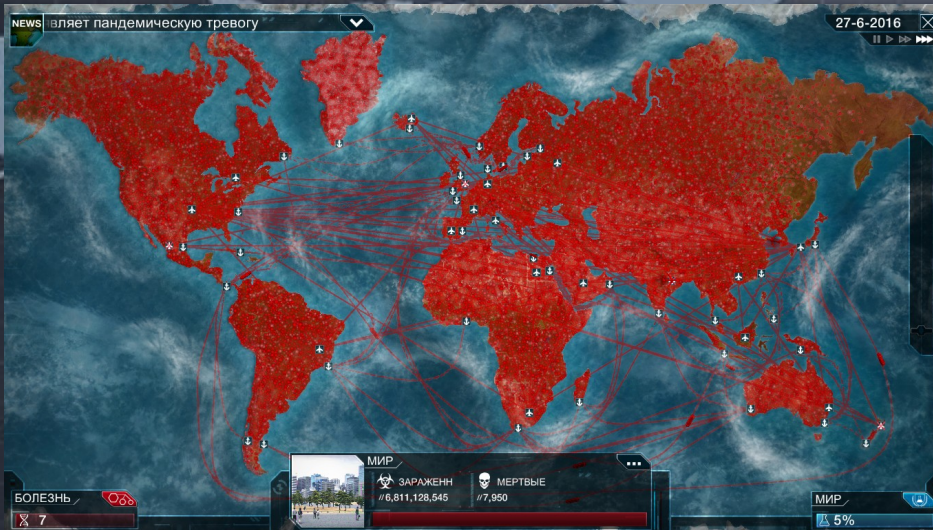 NEWS вляет пандемическую тревогу
27-6-2016
МИР
ЗАРАЖЕНН
//6,811,128,545
МЕРТВЫЕ
//7,950
БОЛЕЗНЬ
7
МИР
5%